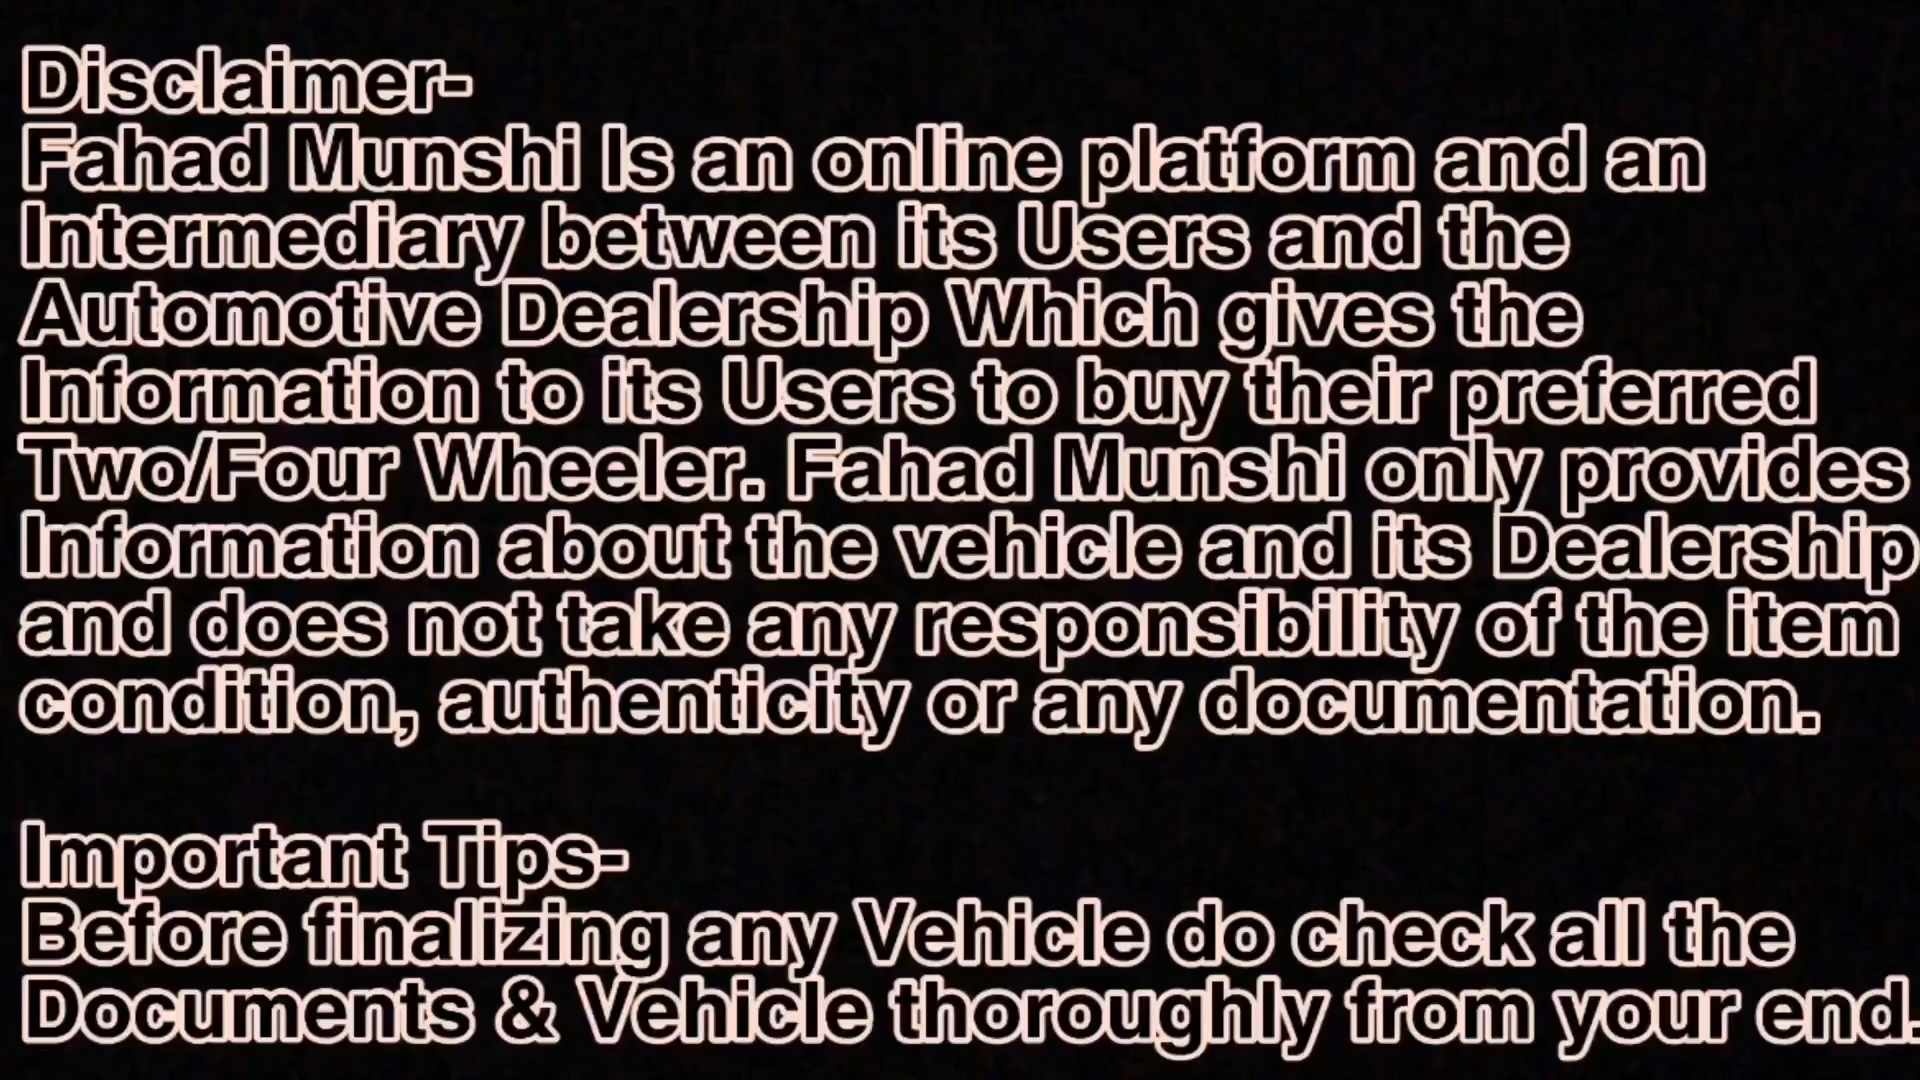 Disclaimer-
Fahad Munshi Is an online platform and an
Intermediary between its Users and the
Automotive Dealership Which gives the
Information to its Users to buy their preferred
Two/Four Wheeler. Fahad Munshi only provides
Information about the vehicle and its Dealership
and does not take any responsibility of the item
condition, authenticity or any documentation.

Important Tips-
Before finalizing any Vehicle do check all the
Documents & Vehicle thoroughly from your end.